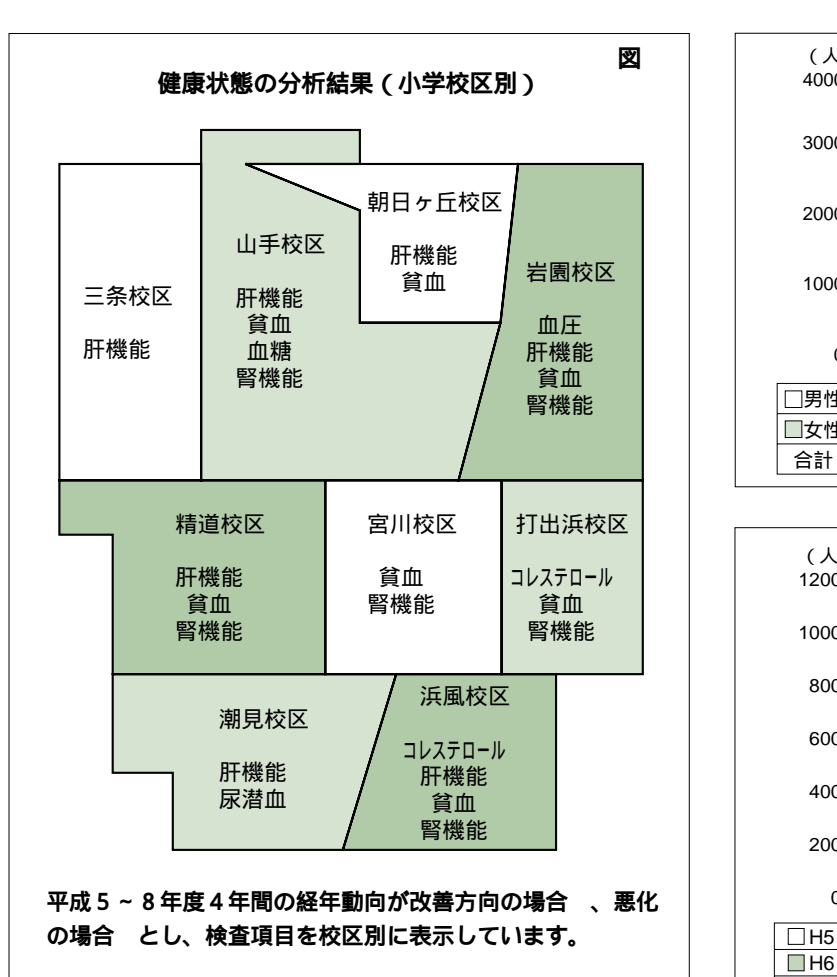 図
健康状態の分析結果（小学校区別）
朝日ヶ丘校区
肝機能
貧血
山手校区
肝機能
貧血
血糖
腎機能
岩園校区
血圧
肝機能
貧血
腎機能
三条校区
肝機能
精道校区
肝機能
貧血
腎機能
宮川校区
貧血
腎機能
打出浜校区
ｺﾚｽﾃﾛｰﾙ
貧血
腎機能
潮見校区
肝機能
尿潜血
浜風校区
ｺﾚｽﾃﾛｰﾙ
肝機能
貧血
腎機能
平成５～８年度４年間の経年動向が改善方向の場合　、悪化
の場合　とし、検査項目を校区別に表示しています。
（人
4000
3000
2000
1000
0
□男性
女性
合計
（人
1200
1000
800
600
400
200
0
□H5
H6